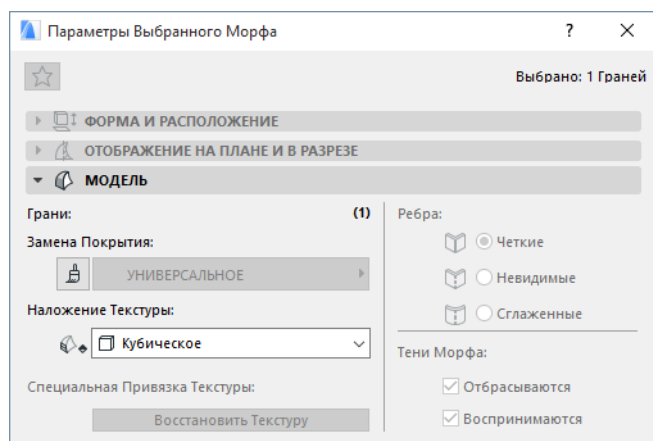 Параметры Выбранного Морфа
?
Выбрано: 1 Граней
ФОРМА И РАСПОЛОЖЕНИЕ
ОТОБРАЖЕНИЕ НА ПЛАНЕ И В РАЗРЕЗЕ
МОДЕЛЬ
Грани: (1)
Замена Покрытия:
УНИВЕРСАЛЬНОЕ
Наложение Текстуры:
Кубическое
Специальная Привязка Текстуры:
Восстановить Текстуру
Ребра:
Четкие
Невидимые
Сглаженные
Тени Морфа:
Отбрасываются
Воспринимаются